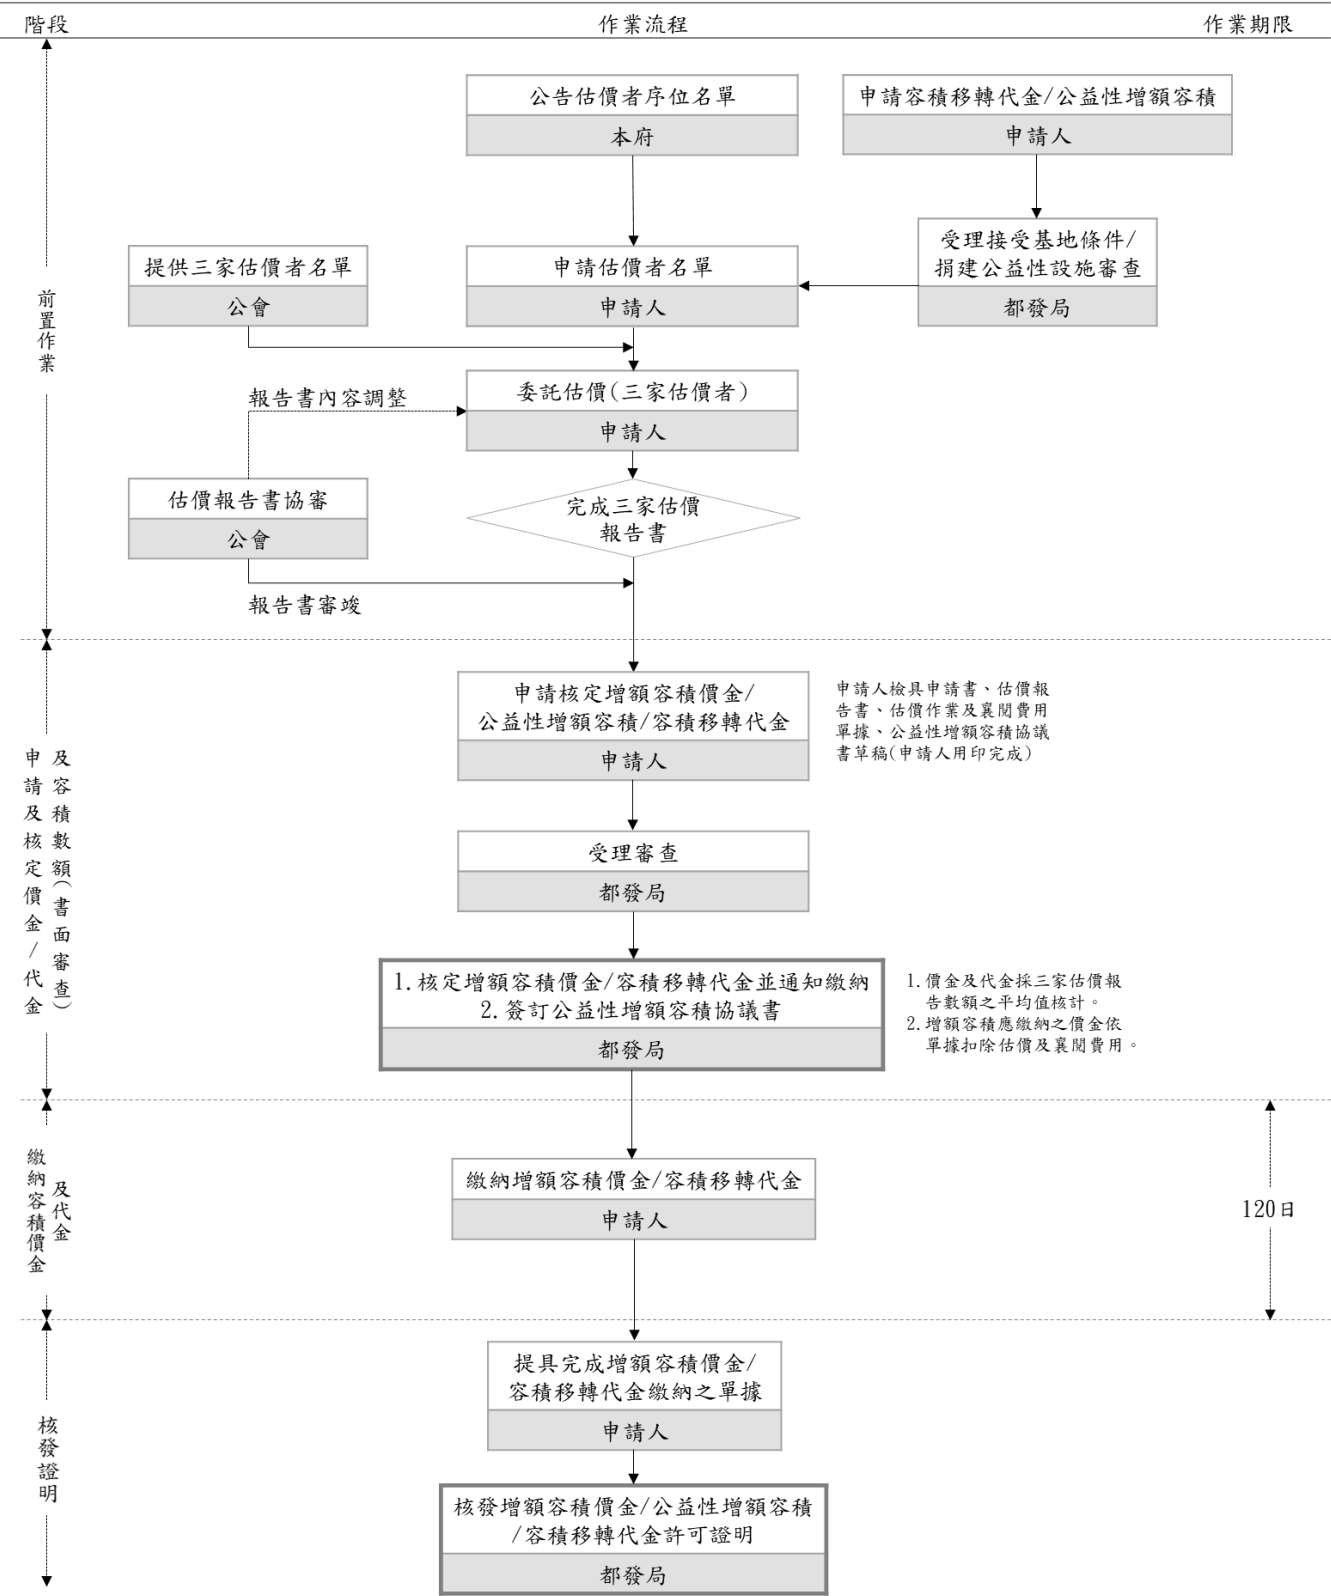 階段
作業流程
作業期限
公告估價者序位名單
本府
申請容積移轉代金/公益性增額容積
申請人
受理接受基地條件/
捐建公益性設施審查
都發局
提供三家估價者名單
公會
申請估價者名單
申請人
前置作業
委託估價(三家估價者)
申請人
報告書內容調整
估價報告書協審
公會
完成三家估價
報告書
報告書審竣
申請核定增額容積價金/
公益性增額容積/容積移轉代金
申請人
申請人檢具申請書、估價報
告書、估價作業及襄閱費用
單據、公益性增額容積協議
書草稿(申請人用印完成)
申請及核定價金/代金
及容積數額(書面審查)
受理審查
都發局
1.核定增額容積價金/容積移轉代金並通知繳納
2.簽訂公益性增額容積協議書
都發局
1.價金及代金採三家估價報
告數額之平均值核計。
2.增額容積應繳納之價金依
單據扣除估價及襄閱費用。
繳納容積價金
及代金
繳納增額容積價金/容積移轉代金
申請人
120日
提具完成增額容積價金/
容積移轉代金繳納之單據
申請人
核發證明
核發增額容積價金/公益性增額容積
/容積移轉代金許可證明
都發局